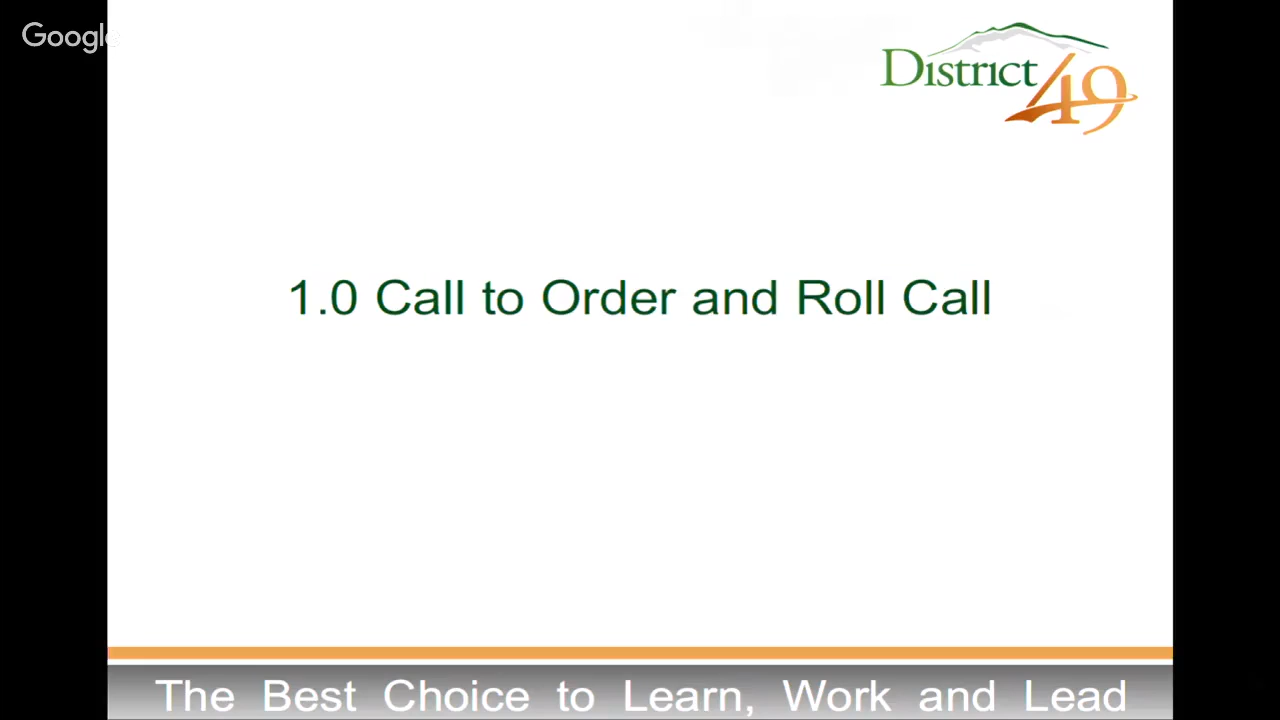 Google
District
49
1.0 Call to Order and Roll Call
The Best Choice to Learn, Work and Lead